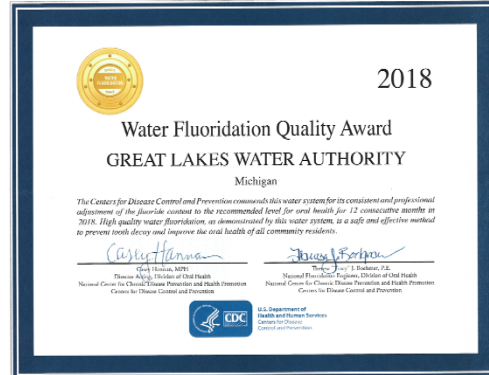 2018
WATER
FLUORIDATION
Water Fluoridation Quality Award
GREAT LAKES WATER AUTHORITY
Michigan
The Centers for Disease Control and Prevention commends this water system for its consistent and professional
adjustment of the fluoride content to the recommended level for oral health for 12 consecutive months in
2018. High quality water fluoridation, as demonstrated by this water system, is a safe and effective method
to prevent tooth decay and improve the oral health of all community residents.
Casey Hannan
Casey Hannan, MPH
Director Acting, Division of Oral Health
National Center for Chronic Disease Prevention and Health Promotion
Centers for Disease Control and Prevention
J. Boehmer, P.E.
National Fluoridation Engineer, Division of Oral Health
National Center for Chronic Disease Prevention and Health Promotion
Centers for Disease Control and Prevention
CDC
U.S. Department of
Health and Human Services
Centers for Disease
Control and Prevention